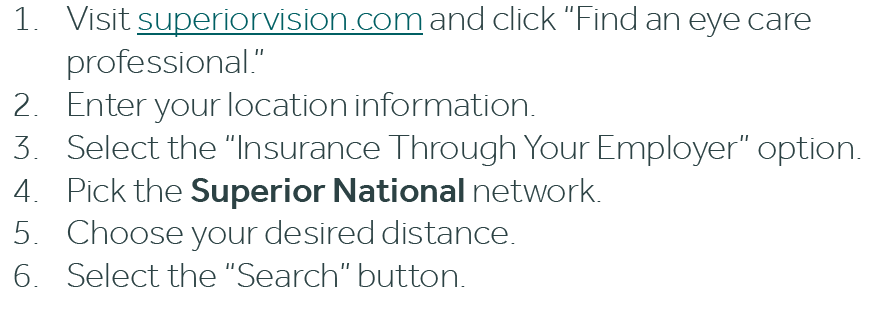 1. Visit superiorvision.com and click “Find an eye care
professional.”
2. Enter your location information.
3. Select the “Insurance Through Your Employer” option.
4. Pick the Superior National network.
5. Choose your desired distance.
6. Select the “Search” button.